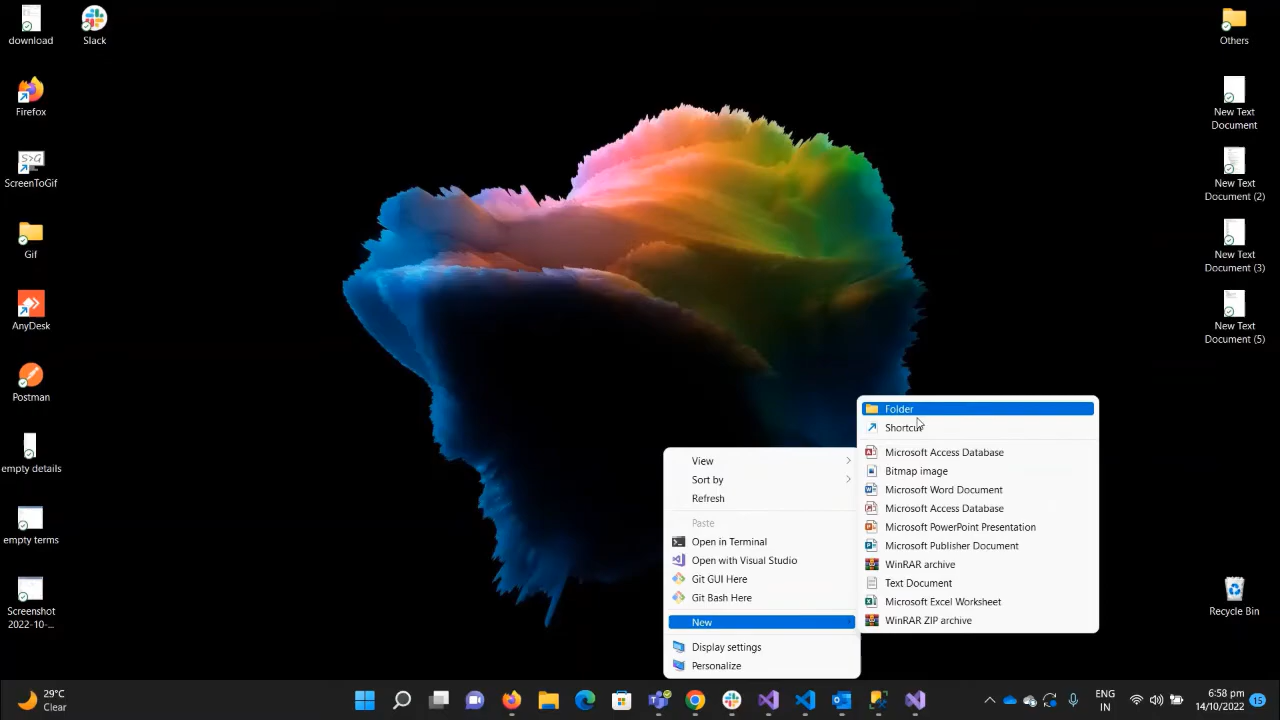 download
Slack
Firefox
S>G
ScreenToGif
Gif
AnyDesk
Postman
empty details
empty terms
Screenshot
2022-10-...
Others
New Text
Document
New Text
Document (2)
New Text
Document (3)
New Text
Document (5)
Recycle Bin
View
Sort by
Refresh
Paste
Open in Terminal
Open with Visual Studio
Git GUI Here
Git Bash Here
New
Display settings
Personalize
Folder
Shortcut
Microsoft Access Database
Bitmap image
Microsoft Word Document
Microsoft Access Database
Microsoft PowerPoint Presentation
Microsoft Publisher Document
WinRAR archive
Text Document
Microsoft Excel Worksheet
WinRAR ZIP archive
29°C
Clear
ENG
IN
6:58 pm
14/10/2022
15